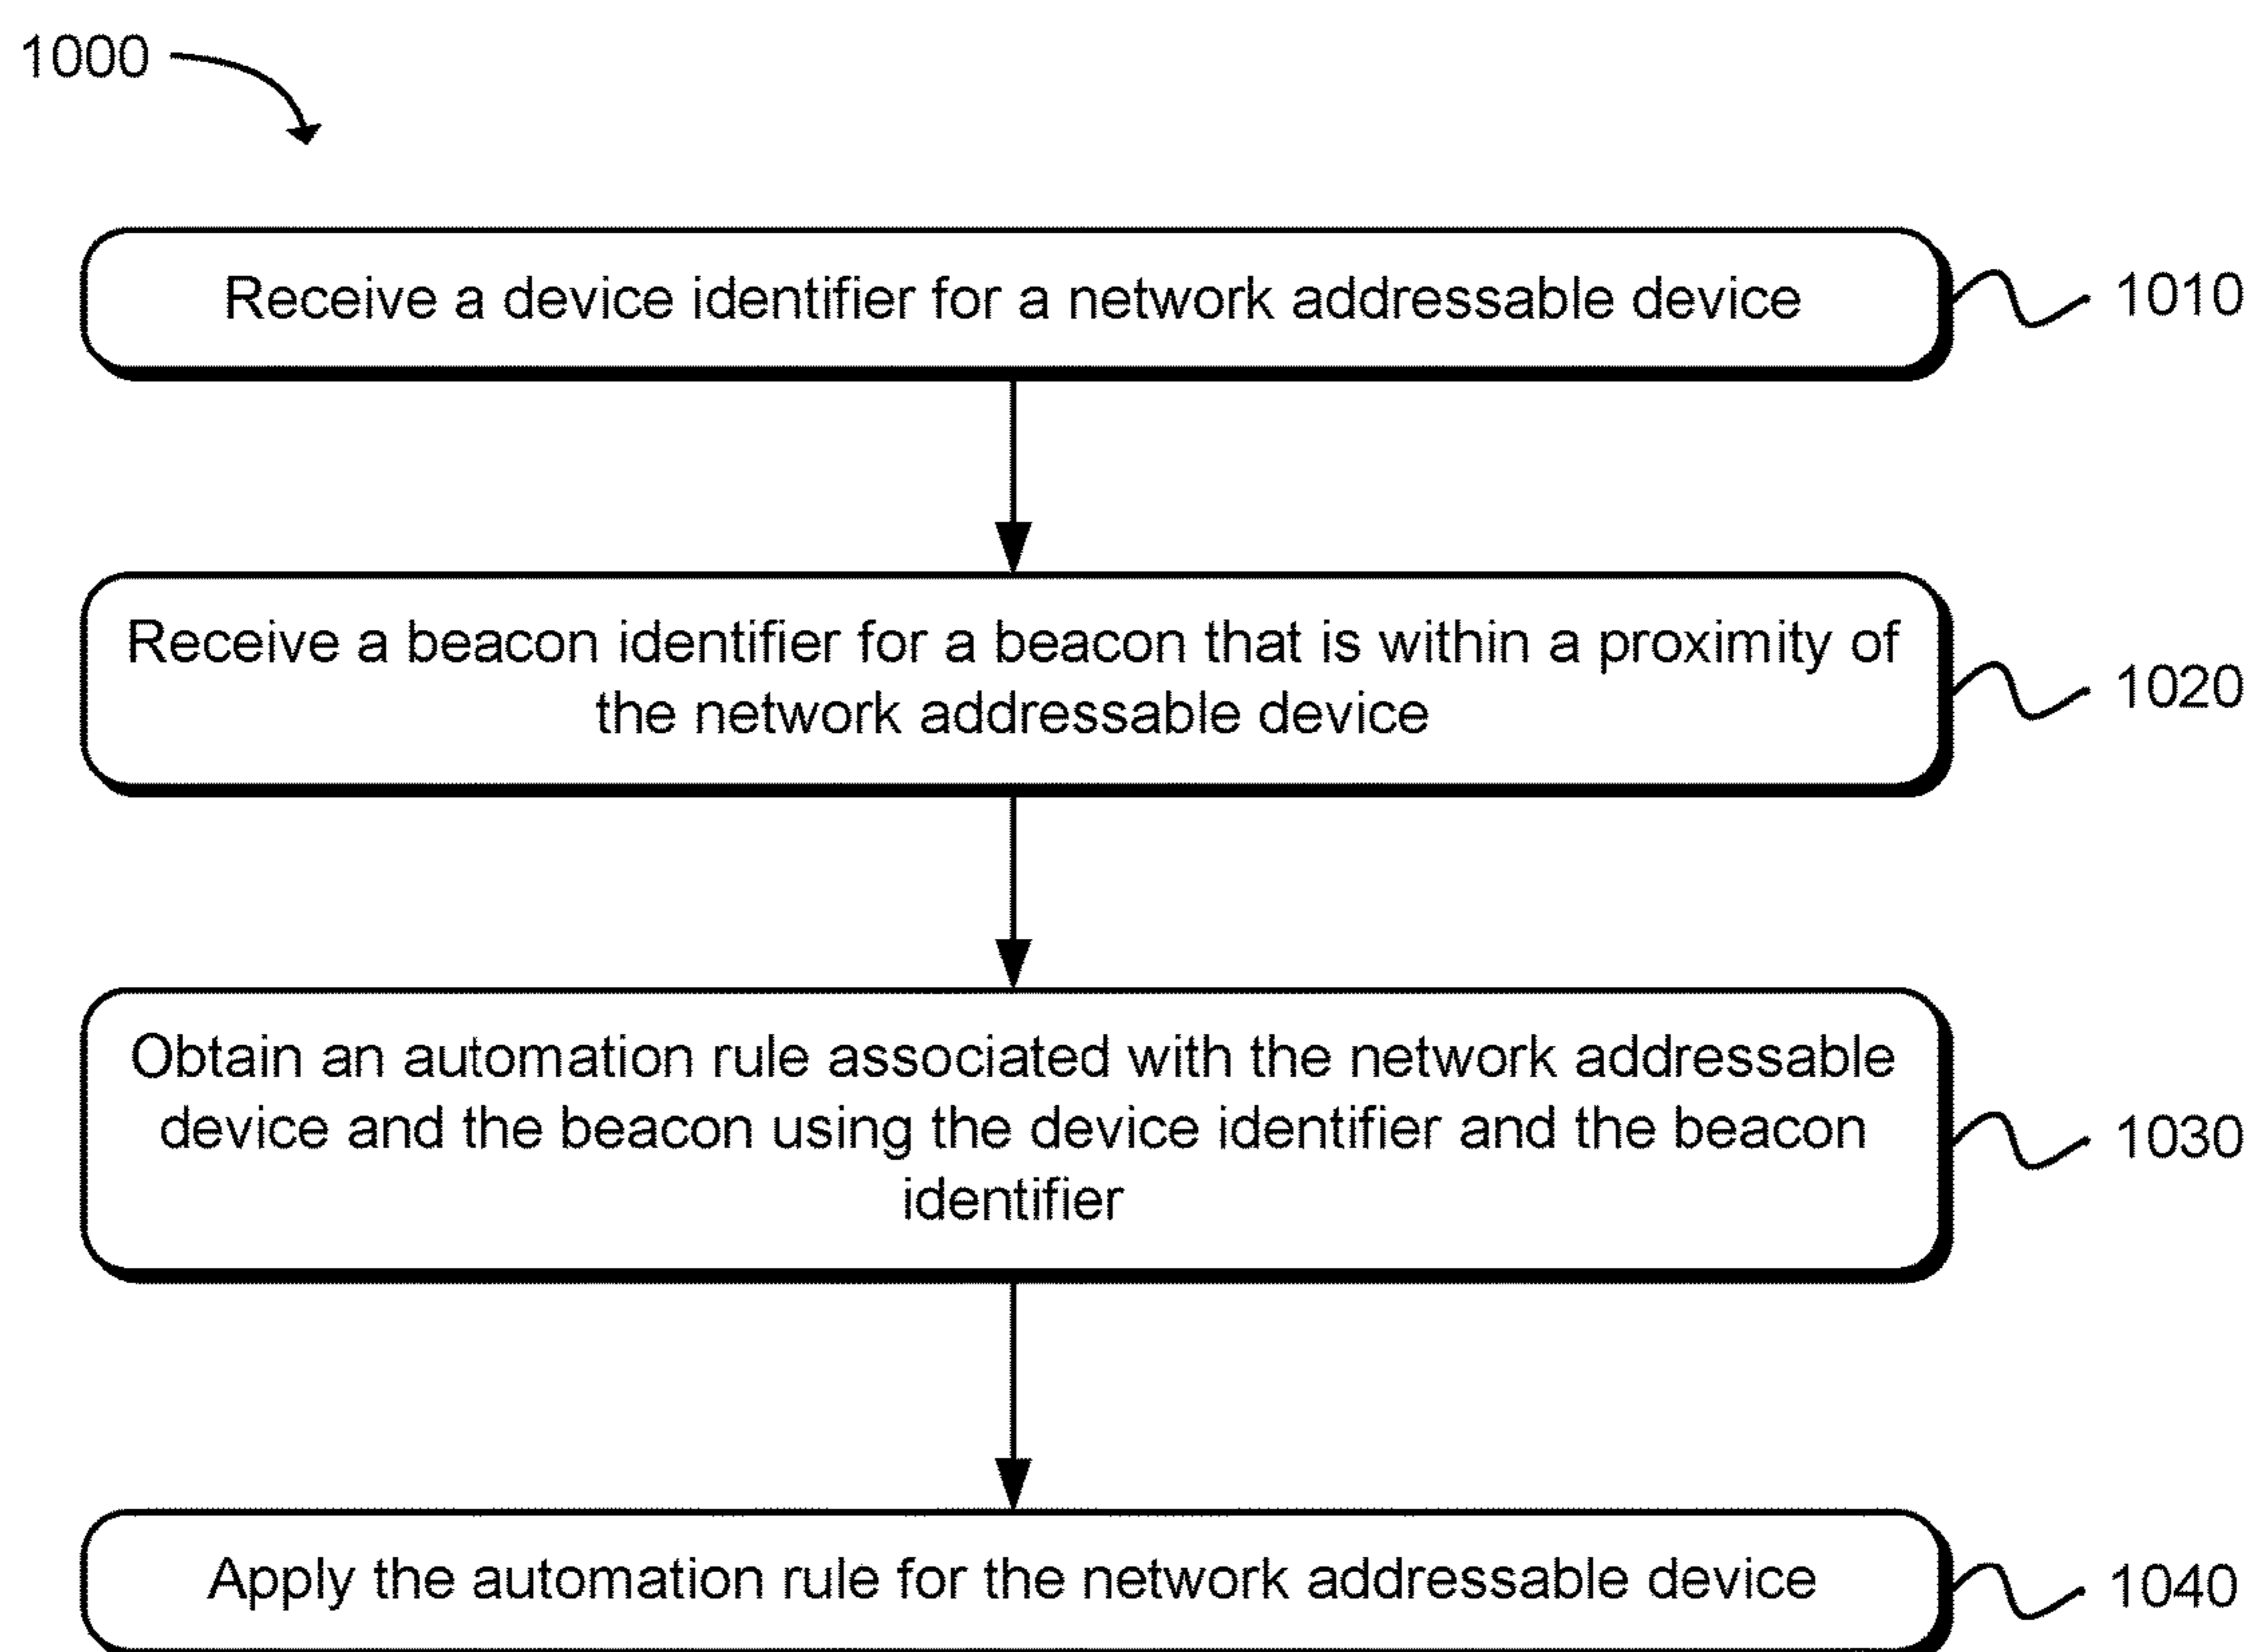 1000
Receive a device identifier for a network addressable device
1010
Receive a beacon identifier for a beacon that is within a proximity of
the network addressable device
1020
Obtain an automation rule associated with the network addressable
device and the beacon using the device identifier and the beacon
identifier
1030
Apply the automation rule for the network addressable device
1040